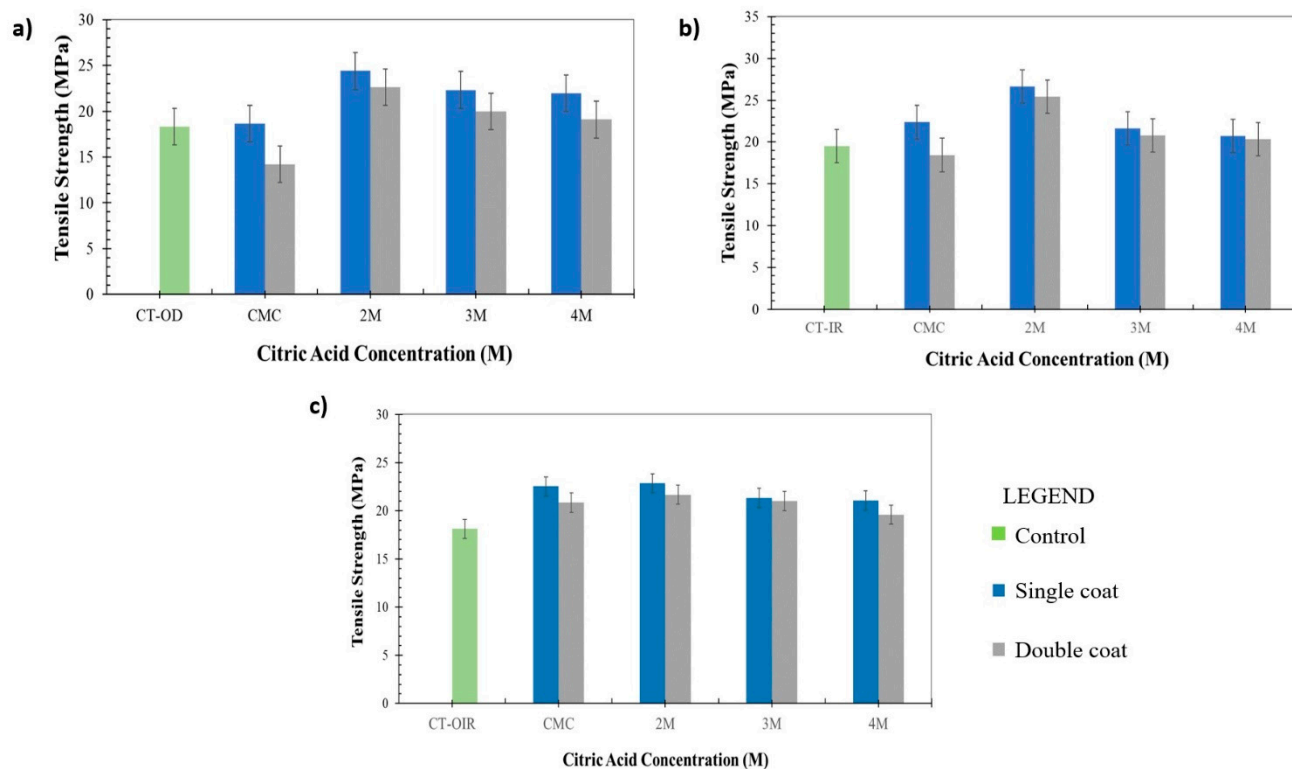 a)
Tensile Strength (MPa)
30
25
20
15
10
5
0
CT-OD CMC 2M 3M 4M
Citric Acid Concentration (M)
b)
Tensile Strength (MPa)
35
30
25
20
15
10
5
0
CT-IR CMC 2M 3M 4M
Citric Acid Concentration (M)
c)
Tensile Strength (MPa)
30
25
20
15
10
5
0
CT-OIR CMC 2M 3M 4M
Citric Acid Concentration (M)
LEGEND
Control
Single coat
Double coat